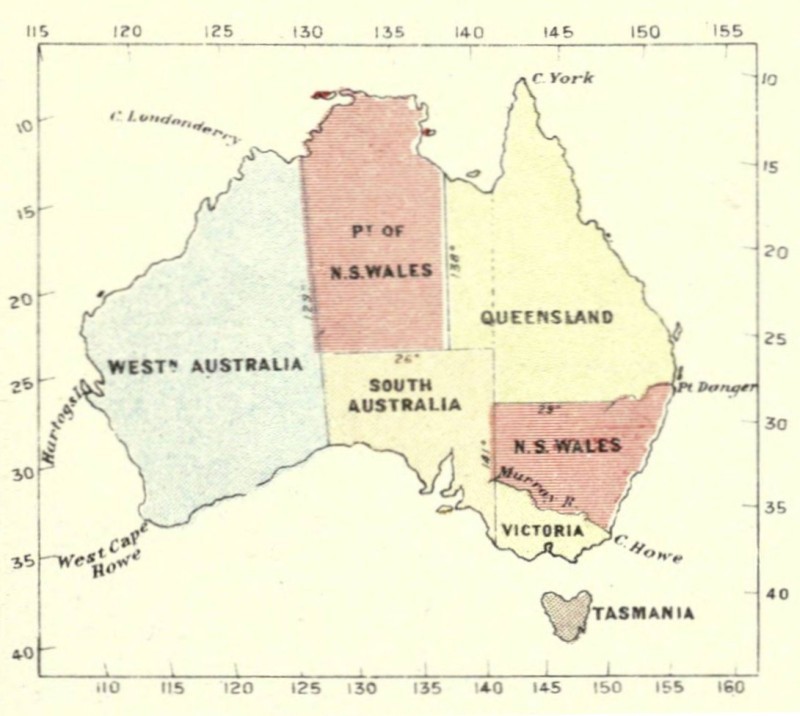 115 120 125 130 135 140 145 150 155
C. York
10
C. Londonderry
10
15
15
Pᵀ OF
N.S.WALES
138°
20
129°
20
QUEENSLAND
25
WESTᴺ AUSTRALIA
26°
25
SOUTH
AUSTRALIA
Pt Danger
Hartogs I.
29°
30
N.S.WALES
141°
30
Murray R.
35
VICTORIA
West Cape
Howe
C. Howe
35
40
TASMANIA
40
110 115 120 125 130 135 140 145 150 155 160